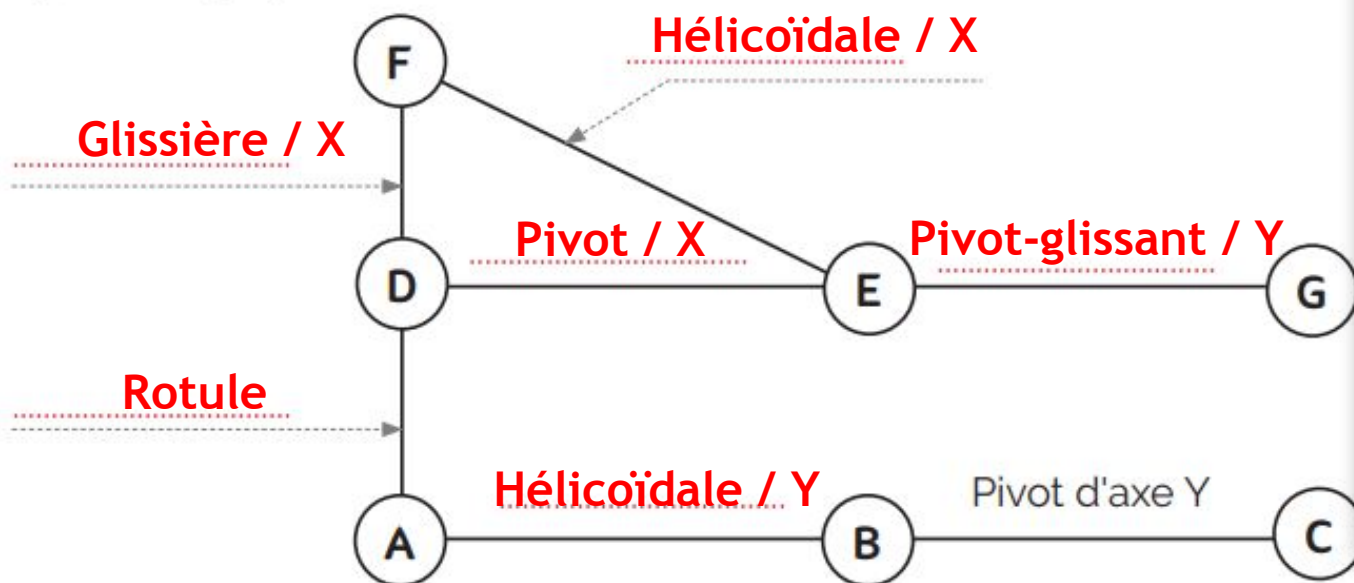 Hélicoïdale / X
F
Glissière / X
Pivot / X
Pivot-glissant / Y
D
E
G
Rotule
Hélicoïdale / Y
Pivot d'axe Y
A
B
C